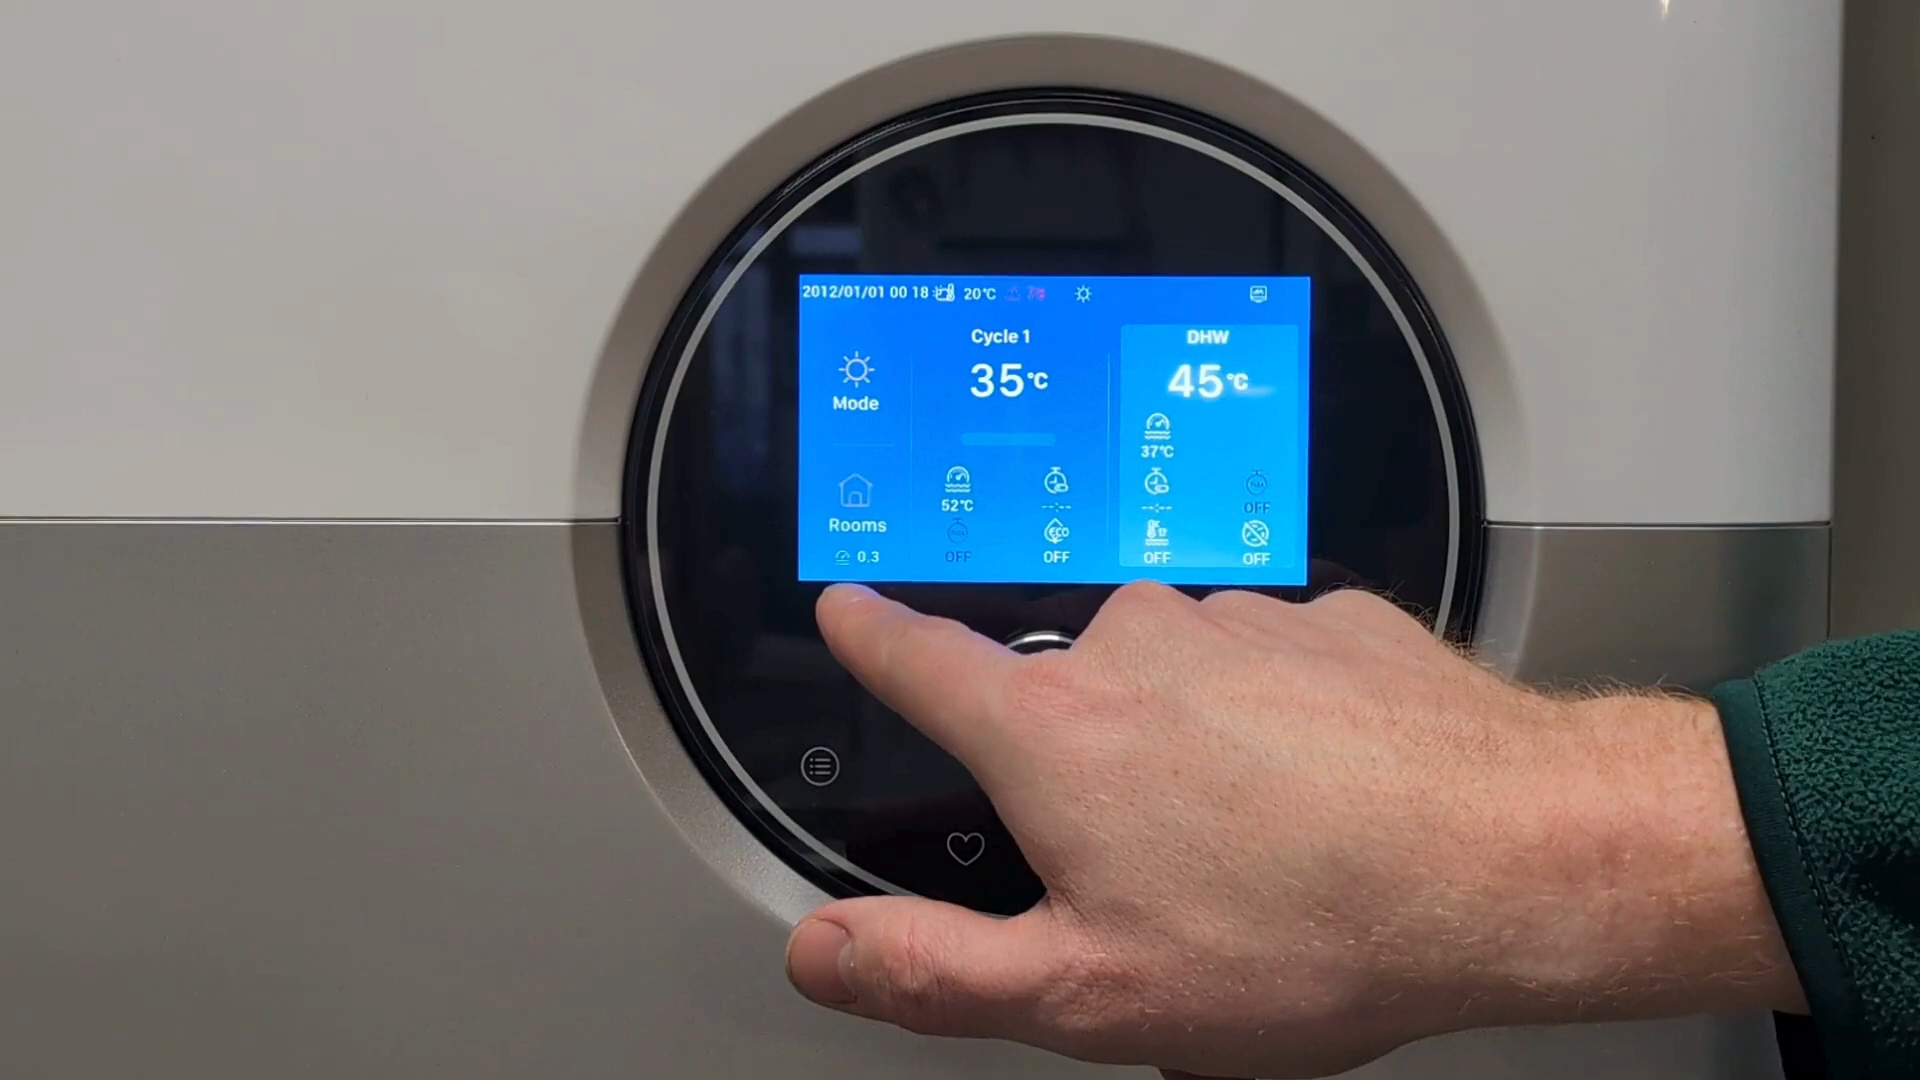 2012/01/01 00 18 20°C
Cycle 1
DHW
35°C
45°C
Mode
37°C
52°C
--:--
--:--
OFF
Rooms
ECO
0.3
OFF
OFF
OFF
OFF